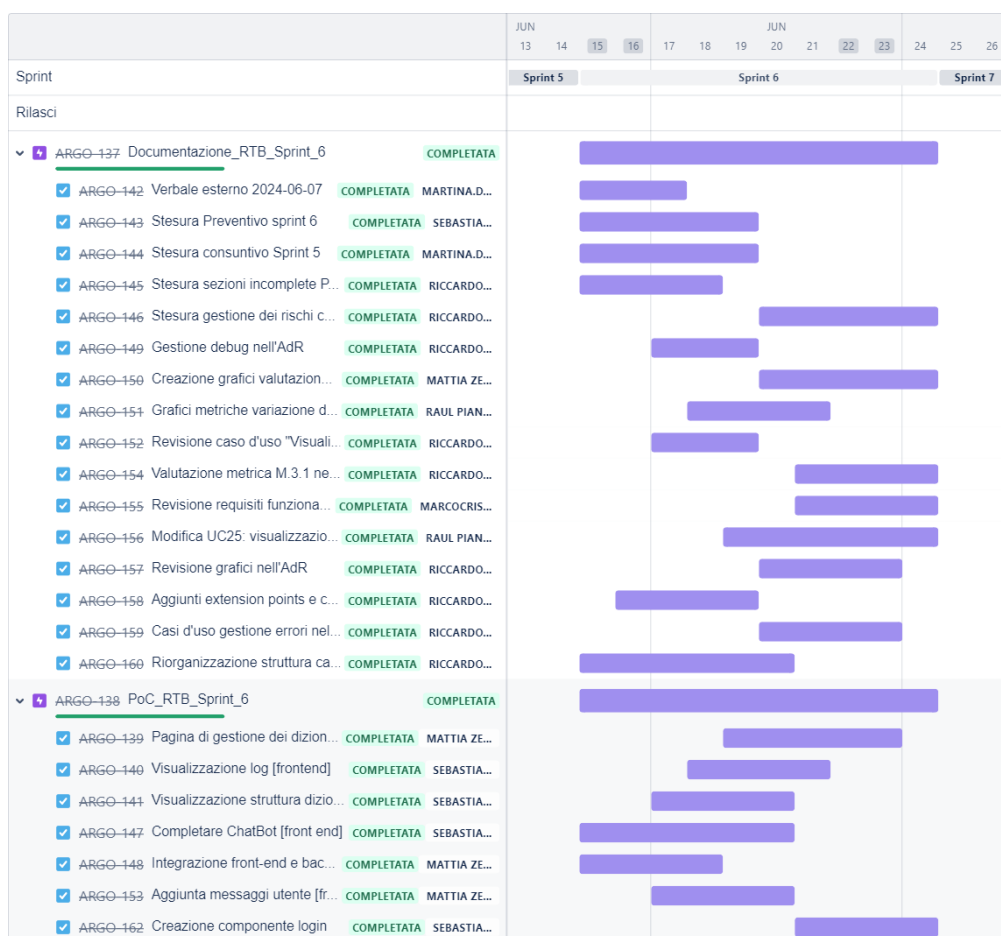 JUN JUN
13 14 15 16 17 18 19 20 21 22 23 24 25 26
Sprint Sprint 5 Sprint 6 Sprint 7
Rilasci
ARGO-137 Documentazione_RTB_Sprint_6 COMPLETATA
ARGO-142 Verbale esterno 2024-06-07 COMPLETATA MARTINA.D...
ARGO-143 Stesura Preventivo sprint 6 COMPLETATA SEBASTIA...
ARGO-144 Stesura consuntivo Sprint 5 COMPLETATA MARTINA.D...
ARGO-145 Stesura sezioni incomplete P... COMPLETATA RICCARDO...
ARGO-146 Stesura gestione dei rischi c... COMPLETATA RICCARDO...
ARGO-149 Gestione debug nell'AdR COMPLETATA RICCARDO...
ARGO-150 Creazione grafici valutazion... COMPLETATA MATTIA ZE...
ARGO-151 Grafici metriche variazione d... COMPLETATA RAUL PIAN...
ARGO-152 Revisione caso d'uso "Visuali... COMPLETATA RICCARDO...
ARGO-154 Valutazione metrica M.3.1 ne... COMPLETATA RICCARDO...
ARGO-155 Revisione requisiti funziona... COMPLETATA MARCOCRIS...
ARGO-156 Modifica UC25: visualizzazio... COMPLETATA RAUL PIAN...
ARGO-157 Revisione grafici nell'AdR COMPLETATA RICCARDO...
ARGO-158 Aggiunti extension points e c... COMPLETATA RICCARDO...
ARGO-159 Casi d'uso gestione errori nel... COMPLETATA RICCARDO...
ARGO-160 Riorganizzazione struttura ca... COMPLETATA RICCARDO...
ARGO-138 PoC_RTB_Sprint_6 COMPLETATA
ARGO-139 Pagina di gestione dei dizion... COMPLETATA MATTIA ZE...
ARGO-140 Visualizzazione log [frontend] COMPLETATA SEBASTIA...
ARGO-141 Visualizzazione struttura dizio... COMPLETATA SEBASTIA...
ARGO-147 Completare ChatBot [front end] COMPLETATA SEBASTIA...
ARGO-148 Integrazione front-end e bac... COMPLETATA MATTIA ZE...
ARGO-153 Aggiunta messaggi utente [fr... COMPLETATA MATTIA ZE...
ARGO-162 Creazione componente login COMPLETATA SEBASTIA...